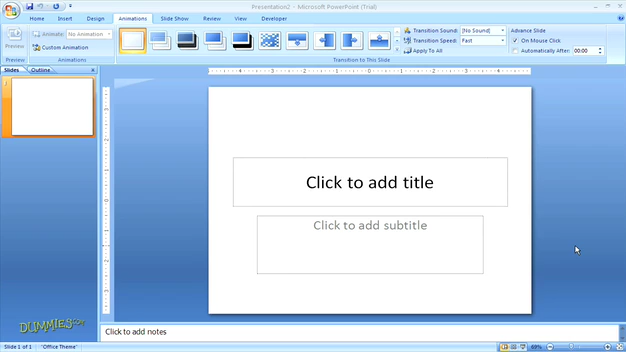 Presentation2 - Microsoft PowerPoint (Trial)
Home Insert Design Animations Slide Show Review View Developer
Preview
Animate: No Animation
Custom Animation
Transition Sound: [No Sound]
Transition Speed: Fast
Apply To All
Advance Slide
On Mouse Click
Automatically After: 00:00
Preview Animations Transition to This Slide
Slides Outline
Click to add title
Click to add subtitle
DUMMIES.COM
Click to add notes
Slide 1 of 1 "Office Theme" 69%